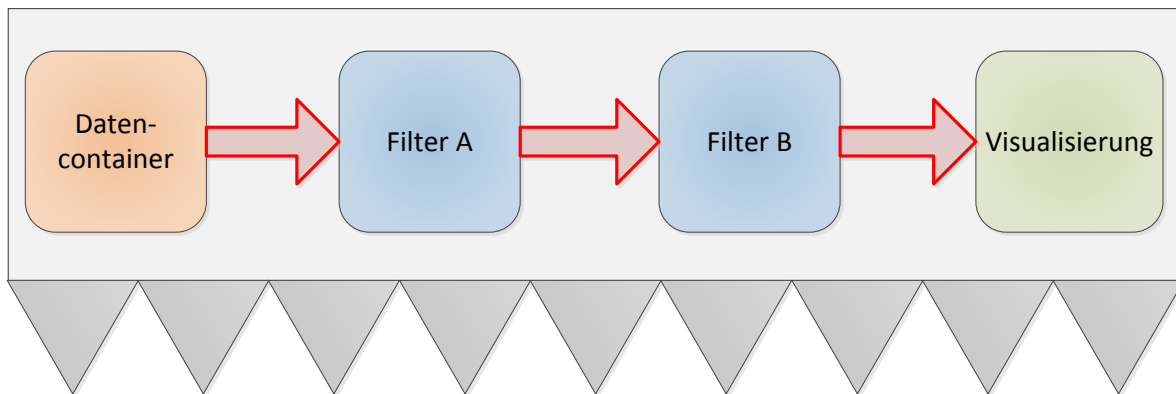 Daten-
container
Filter A
Filter B
Visualisierung